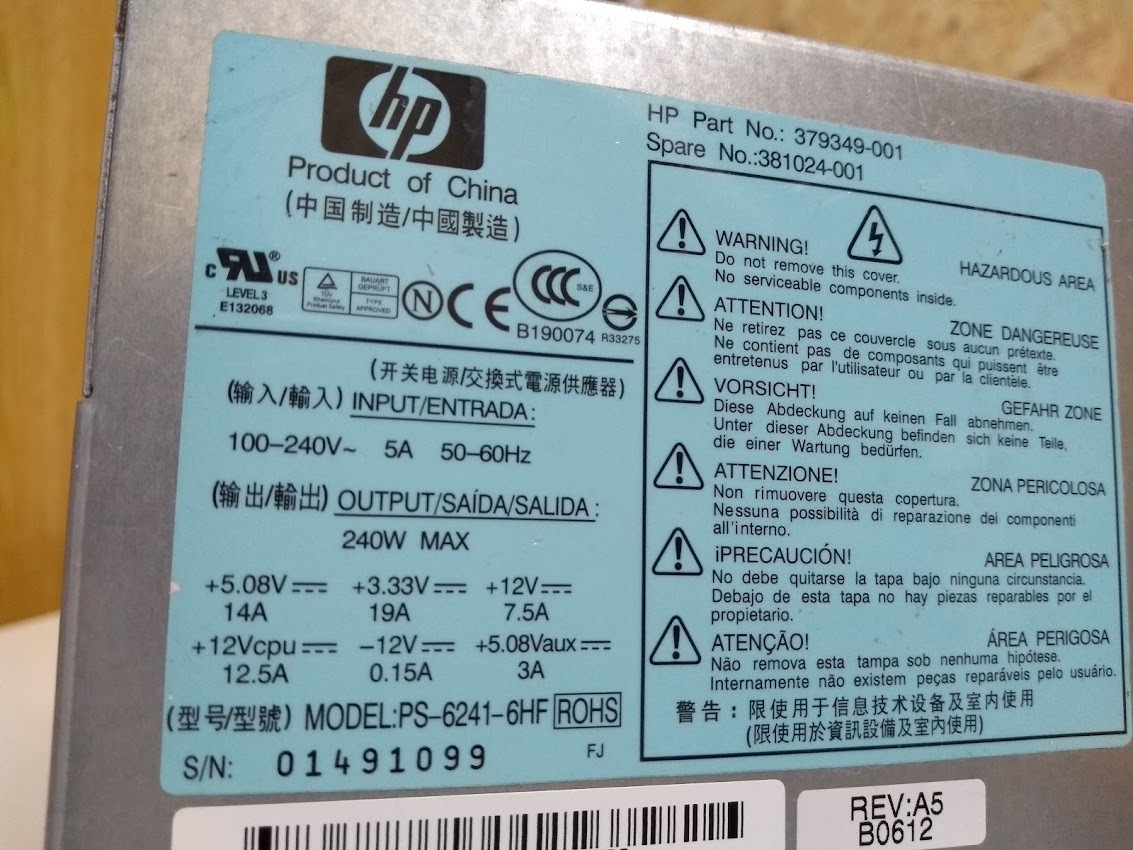 hp
Product of China
(中国制造/中國製造)
c RU® US
LEVEL 3
E132068
TÜV
Rheinland
Product Safety
BAUART
GEPRÜFT
TYPE
APPROVED
N
CE
CCC S&E
B190074
R33275
(开关电源/交換式電源供應器)
(输入/輸入) INPUT/ENTRADA:
100–240V~ 5A 50–60Hz
(输出/輸出) OUTPUT/SAÍDA/SALIDA:
240W MAX
+5.08V⎓ +3.33V⎓ +12V⎓
14A 19A 7.5A
+12Vcpu⎓ –12V⎓ +5.08Vaux⎓
12.5A 0.15A 3A
(型号/型號) MODEL:PS–6241–6HF ROHS
S/N: 01491099
FJ
HP Part No.: 379349-001
Spare No.:381024-001
WARNING!
Do not remove this cover.
No serviceable components inside.
HAZARDOUS AREA
ATTENTION!
ZONE DANGEREUSE
Ne retirez pas ce couvercle sous aucun prétexte.
Ne contient pas de composants qui puissent être
entretenus par l'utilisateur ou par la clientèle.
VORSICHT!
GEFAHR ZONE
Diese Abdeckung auf keinen Fall abnehmen.
Unter dieser Abdeckung befinden sich keine Teile,
die einer Wartung bedürfen.
ATTENZIONE!
ZONA PERICOLOSA
Non rimuovere questa copertura.
Nessuna possibilità di reparazione dei componenti
all'interno.
¡PRECAUCIÓN!
AREA PELIGROSA
No debe quitarse la tapa bajo ninguna circunstancia.
Debajo de esta tapa no hay piezas reparables por el
propietario.
ATENÇÃO!
ÁREA PERIGOSA
Não remova esta tampa sob nenhuma hipótese.
Internamente não existem peças reparáveis pelo usuário.
警告:限使用于信息技术设备及室内使用
(限使用於資訊設備及室內使用)
REV:A5
B0612